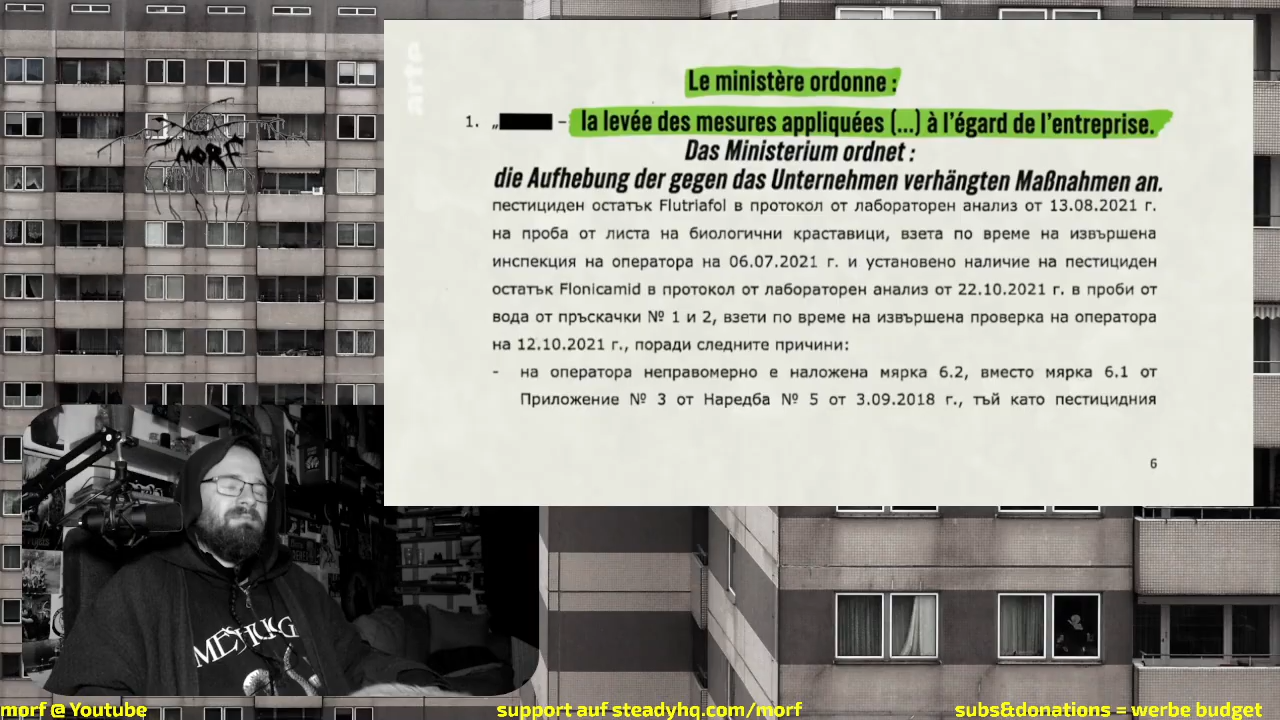 arte
Le ministère ordonne :
1. „ – la levée des mesures appliquées (...) à l'égard de l'entreprise.
Das Ministerium ordnet :
die Aufhebung der gegen das Unternehmen verhängten Maßnahmen an.
пестициден остатък Flutriafol в протокол от лабораторен анализ от 13.08.2021 г.
на проба от листа на биологични краставици, взета по време на извършена
инспекция на оператора на 06.07.2021 г. и установено наличие на пестициден
остатък Flonicamid в протокол от лабораторен анализ от 22.10.2021 г. в проби от
вода от пръскачки № 1 и 2, взети по време на извършена проверка на оператора
на 12.10.2021 г., поради следните причини:
- на оператора неправомерно е наложена мярка 6.2, вместо мярка 6.1 от
Приложение № 3 от Наредба № 5 от 3.09.2018 г., тъй като пестицидния
6
MORF
morf @ Youtube
support auf steadyhq.com/morf
subs&donations = werbe budget